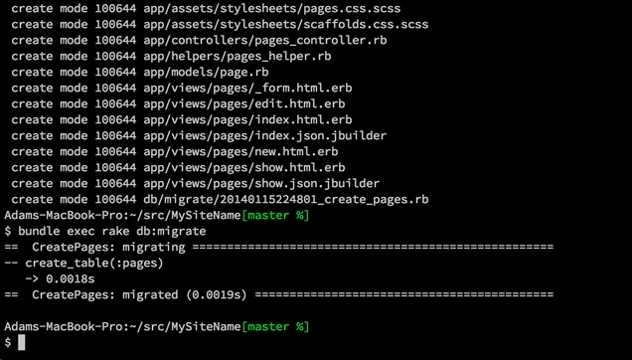 create mode 100644 app/assets/stylesheets/pages.css.scss
create mode 100644 app/assets/stylesheets/scaffolds.css.scss
create mode 100644 app/controllers/pages_controller.rb
create mode 100644 app/helpers/pages_helper.rb
create mode 100644 app/models/page.rb
create mode 100644 app/views/pages/_form.html.erb
create mode 100644 app/views/pages/edit.html.erb
create mode 100644 app/views/pages/index.html.erb
create mode 100644 app/views/pages/index.json.jbuilder
create mode 100644 app/views/pages/new.html.erb
create mode 100644 app/views/pages/show.html.erb
create mode 100644 app/views/pages/show.json.jbuilder
create mode 100644 db/migrate/20140115224801_create_pages.rb
Adams-MacBook-Pro:~/src/MySiteName[master %]
$ bundle exec rake db:migrate
==  CreatePages: migrating ====================================================
-- create_table(:pages)
   -> 0.0018s
==  CreatePages: migrated (0.0019s) ===========================================
Adams-MacBook-Pro:~/src/MySiteName[master %]
$